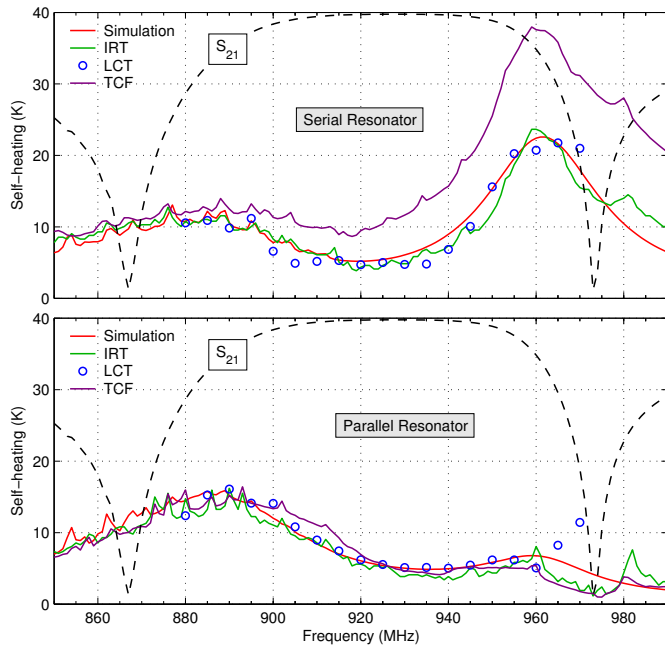 40
30
20
10
0
Self−heating (K)
Simulation
IRT
LCT
TCF
S21
Serial Resonator
40
30
20
10
0
Self−heating (K)
Simulation
IRT
LCT
TCF
S21
Parallel Resonator
860 880 900 920 940 960 980
Frequency (MHz)